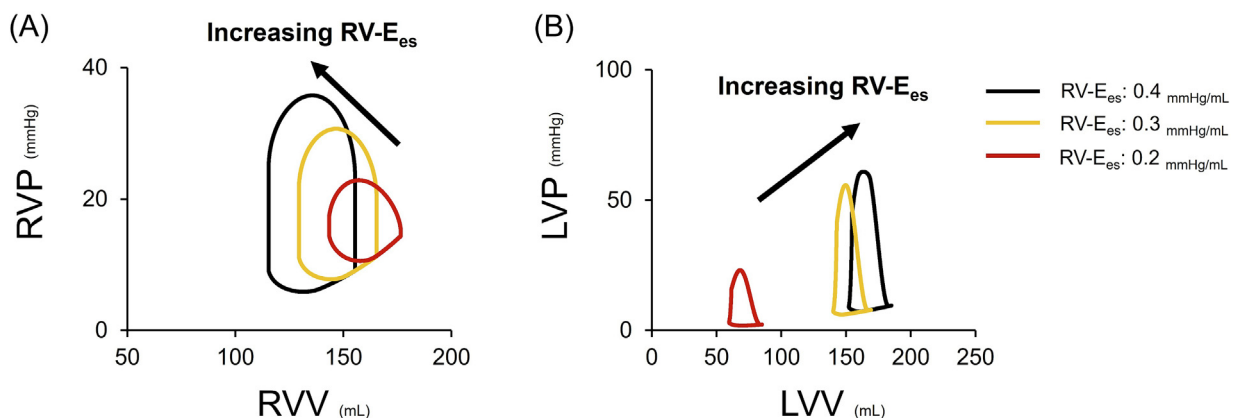 (A)
Increasing RV-Ees
40
20
0
RVP (mmHg)
50
100
150
200
RVV (mL)
(B)
Increasing RV-Ees
100
50
0
LVP (mmHg)
0
50
100
150
200
250
LVV (mL)
RV-Ees: 0.4 mmHg/mL
RV-Ees: 0.3 mmHg/mL
RV-Ees: 0.2 mmHg/mL